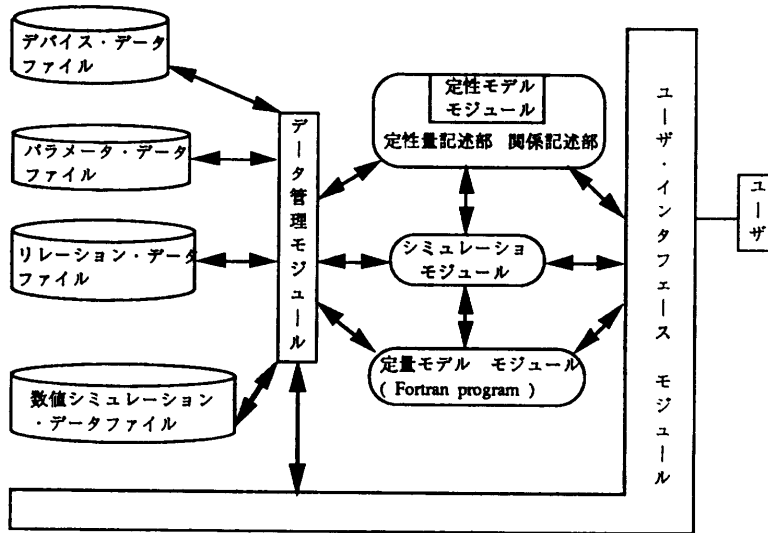 デバイス・データ
ファイル
パラメータ・データ
ファイル
リレーション・データ
ファイル
数値シミュレーション
・データファイル
データ管理モジュール
定性モデル
モジュール
定性量記述部 関係記述部
シミュレーショ
モジュール
定量モデル モジュール
( Fortran program )
ユーザ・インタフェース モジュール
ユーザ